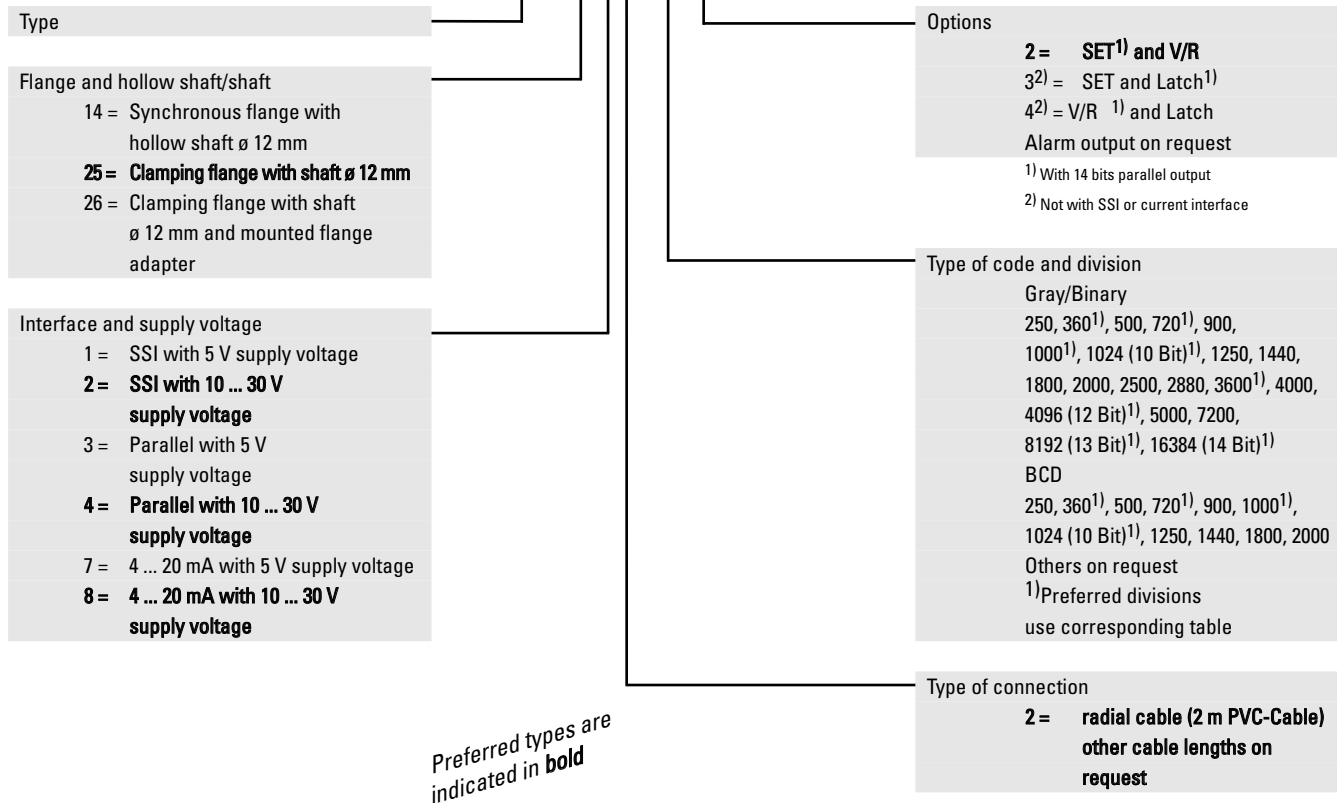 Type
Flange and hollow shaft/shaft
14 = Synchronous flange with
hollow shaft ø 12 mm
25 = Clamping flange with shaft ø 12 mm
26 = Clamping flange with shaft
ø 12 mm and mounted flange
adapter
Interface and supply voltage
1 = SSI with 5 V supply voltage
2 = SSI with 10 ... 30 V
supply voltage
3 = Parallel with 5 V
supply voltage
4 = Parallel with 10 ... 30 V
supply voltage
7 = 4 ... 20 mA with 5 V supply voltage
8 = 4 ... 20 mA with 10 ... 30 V
supply voltage
Preferred types are
indicated in bold
Options
2 = SET1) and V/R
32) = SET and Latch1)
42) = V/R 1) and Latch
Alarm output on request
1) With 14 bits parallel output
2) Not with SSI or current interface
Type of code and division
Gray/Binary
250, 3601), 500, 7201), 900,
10001), 1024 (10 Bit)1), 1250, 1440,
1800, 2000, 2500, 2880, 36001), 4000,
4096 (12 Bit)1), 5000, 7200,
8192 (13 Bit)1), 16384 (14 Bit)1)
BCD
250, 3601), 500, 7201), 900, 10001),
1024 (10 Bit)1), 1250, 1440, 1800, 2000
Others on request
1)Preferred divisions
use corresponding table
Type of connection
2 = radial cable (2 m PVC-Cable)
other cable lengths on
request